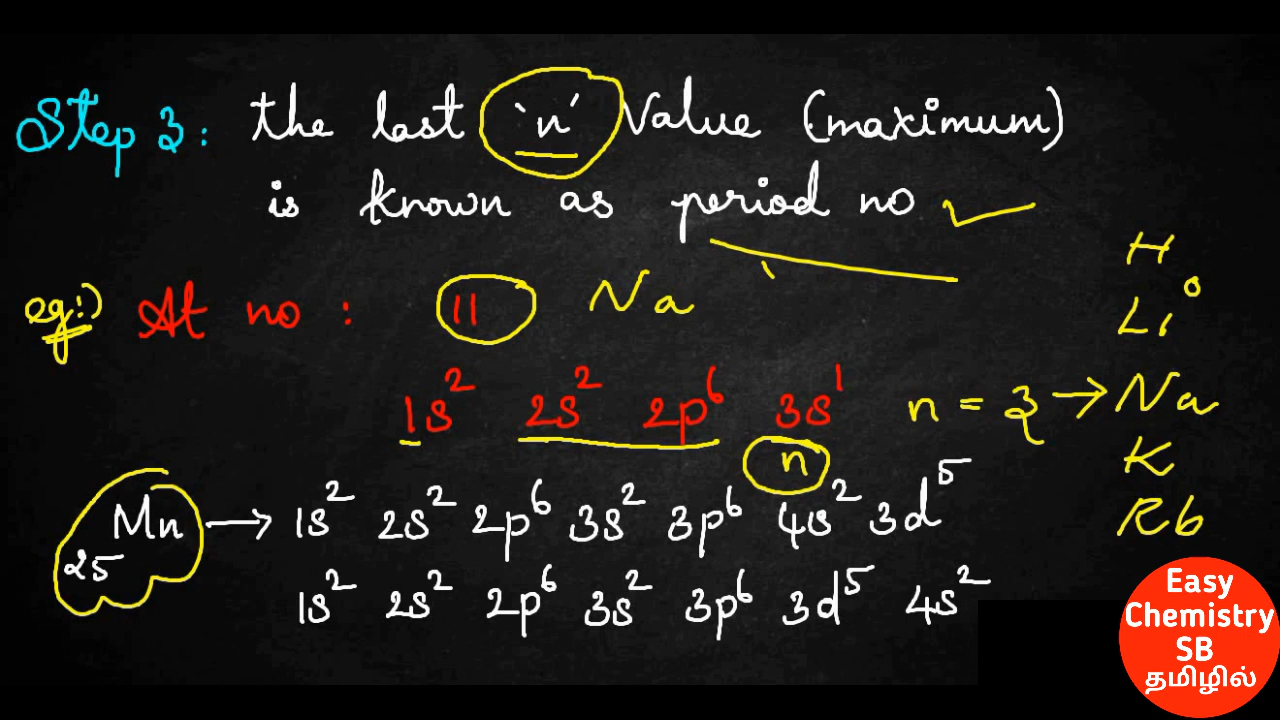 Step 3: the last 'n' Value (maximum)
is known as period no
eg:) At no : 11 Na
1s² 2s² 2p⁶ 3s¹ n = 3 → Na
n
Mn → 1s² 2s² 2p⁶ 3s² 3p⁶ 4s² 3d⁵
25
1s² 2s² 2p⁶ 3s² 3p⁶ 3d⁵ 4s²
H
Li
K
Rb
Easy
Chemistry
SB
தமிழில்